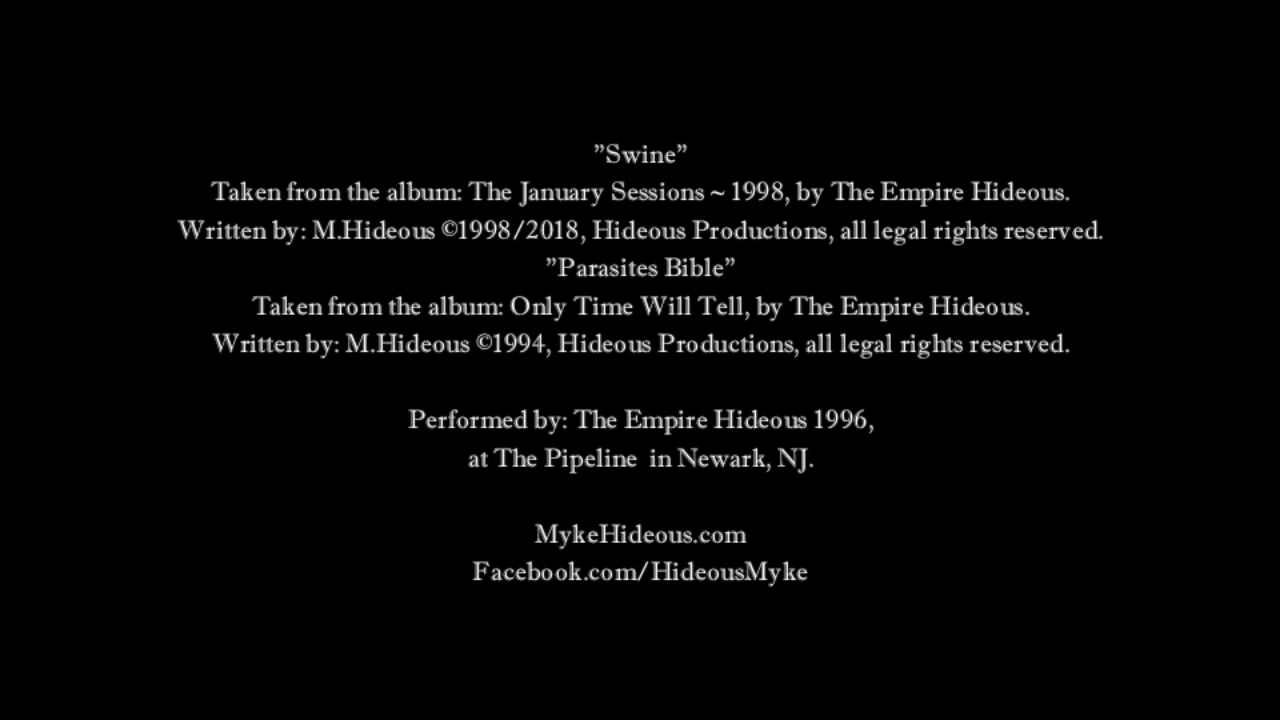 ”Swine”
Taken from the album: The January Sessions ~ 1998, by The Empire Hideous.
Written by: M.Hideous ©1998/2018, Hideous Productions, all legal rights reserved.
”Parasites Bible”
Taken from the album: Only Time Will Tell, by The Empire Hideous.
Written by: M.Hideous ©1994, Hideous Productions, all legal rights reserved.
Performed by: The Empire Hideous 1996,
at The Pipeline  in Newark, NJ.
MykeHideous.com
Facebook.com/HideousMyke